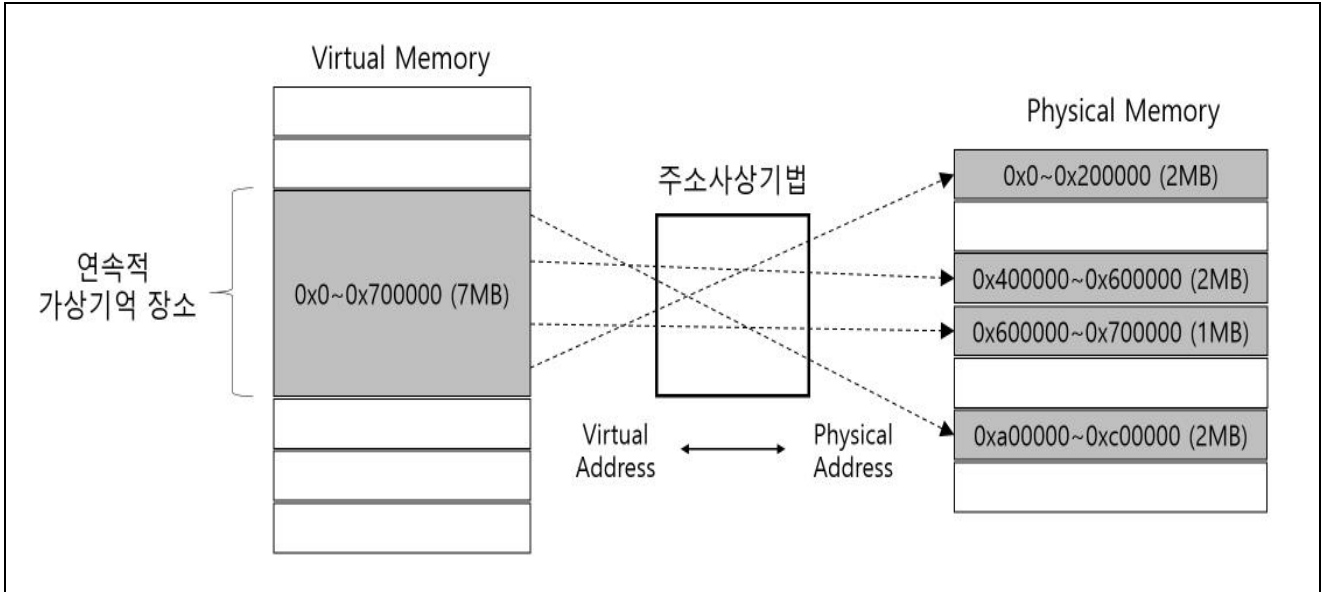 Virtual Memory
Physical Memory
주소사상기법
0x0~0x200000 (2MB)
연속적
가상기억 장소
0x0~0x700000 (7MB)
0x400000~0x600000 (2MB)
0x600000~0x700000 (1MB)
0xa00000~0xc00000 (2MB)
Virtual
Address
Physical
Address